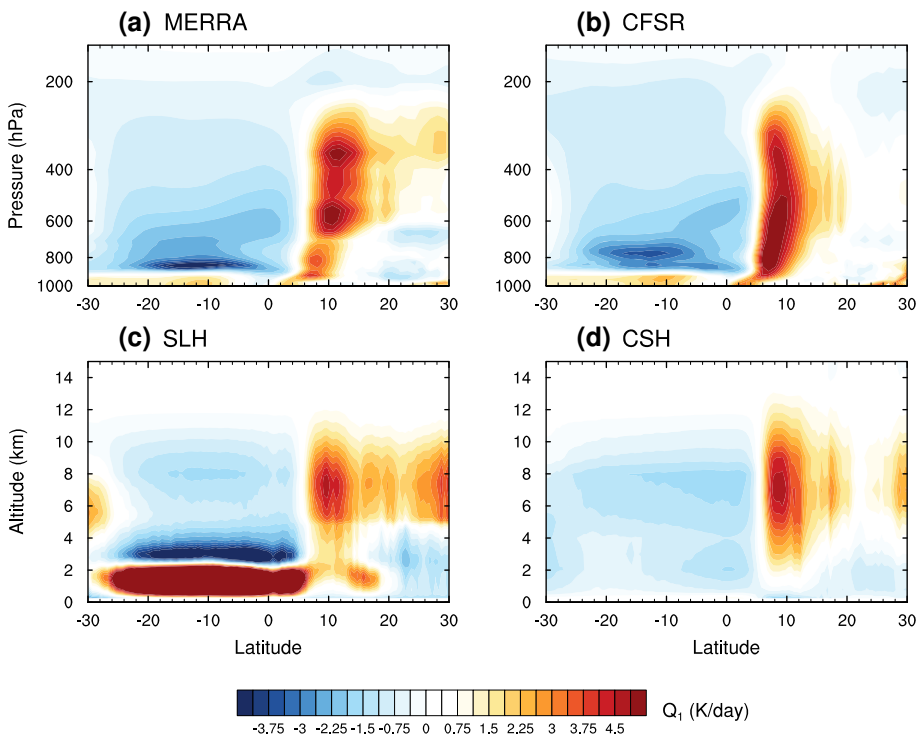 (a) MERRA
(b) CFSR
Pressure (hPa)
200
400
600
800
1000
-30 -20 -10 0 10 20 30
200
400
600
800
1000
-30 -20 -10 0 10 20 30
(c) SLH
(d) CSH
Altitude (km)
14
12
10
8
6
4
2
0
-30 -20 -10 0 10 20 30
Latitude
14
12
10
8
6
4
2
0
-30 -20 -10 0 10 20 30
Latitude
-3.75 -3 -2.25 -1.5 -0.75 0 0.75 1.5 2.25 3 3.75 4.5
Q1 (K/day)